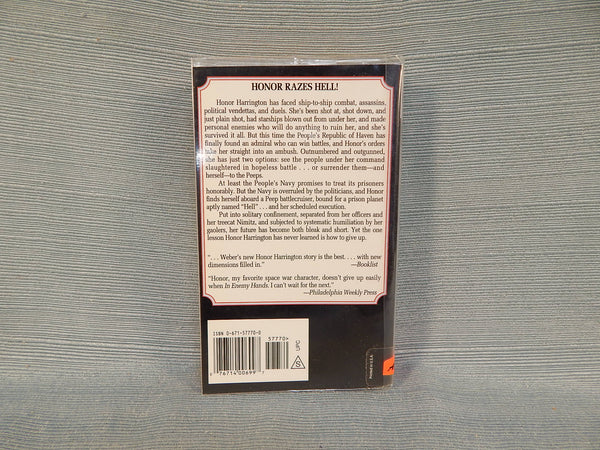 HONOR RAZES HELL!
Honor Harrington has faced ship-to-ship combat, assassins,
political vendettas, and duels. She's been shot at, shot down, and
just plain shot, had starships blown out from under her, and made
personal enemies who will do anything to ruin her, and she's
survived it all. But this time the People's Republic of Haven has
finally found an admiral who can win battles, and Honor's orders
take her straight into an ambush. Outnumbered and outgunned,
she has just two options: see the people under her command
slaughtered in hopeless battle . . . or surrender them—and
herself—to the Peeps.
At least the People's Navy promises to treat its prisoners
honorably. But the Navy is overruled by the politicians, and Honor
finds herself aboard a Peep battlecruiser, bound for a prison planet
aptly named "Hell" . . . and her scheduled execution.
Put into solitary confinement, separated from her officers and
her treecat Nimitz, and subjected to systematic humiliation by her
gaolers, her future has become both bleak and short. Yet the one
lesson Honor Harrington has never learned is how to give up.
". . . Weber's new Honor Harrington story is the best. . . . with new
dimensions filled in."
—Booklist
"Honor, my favorite space war character, doesn't give up easily
when In Enemy Hands. I can't wait for the next."
—Philadelphia Weekly Press
ISBN 0-671-57770-0
57770>
UPC
S
76714 00699